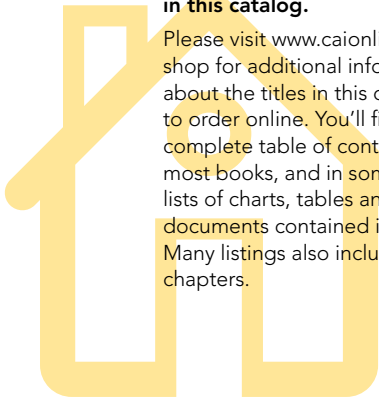 in this catalog.
Please visit www.caionli
shop for additional info
about the titles in this c
to order online. You'll fi
complete table of cont
most books, and in som
lists of charts, tables an
documents contained i
Many listings also inclu
chapters.